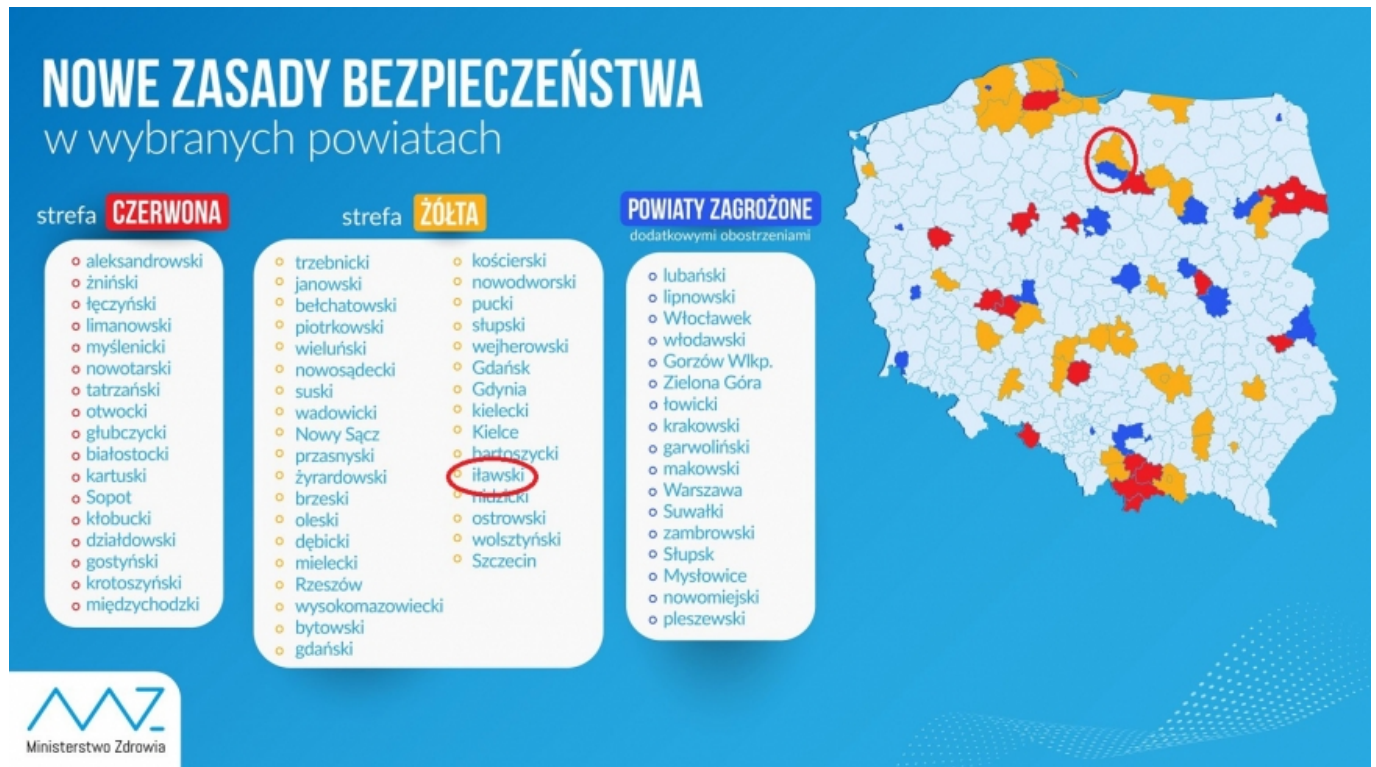 NOWE ZASADY BEZPIECZEŃSTWA
w wybranych powiatach
strefa CZERWONA
aleksandrowski
żniński
łęczyński
limanowski
myślenicki
nowotarski
tatrzański
otwocki
głubczycki
białostocki
kartuski
Sopot
kłobucki
działdowski
gostyński
krotoszyński
międzychodzki
strefa ŻÓŁTA
trzebnicki
janowski
bełchatowski
piotrkowski
wieluński
nowosądecki
suski
wadowicki
Nowy Sącz
przasnyski
żyrardowski
brzeski
oleski
dębicki
mielecki
Rzeszów
wysokomazowiecki
bytowski
gdański
kościerski
nowodworski
pucki
słupski
wejherowski
Gdańsk
Gdynia
kielecki
Kielce
bartoszycki
iławski
nidzicki
ostrowski
wolsztyński
Szczecin
POWIATY ZAGROŻONE
dodatkowymi obostrzeniami
lubański
lipnowski
Włocławek
włodawski
Gorzów Wlkp.
Zielona Góra
łowicki
krakowski
garwoliński
makowski
Warszawa
Suwałki
zambrowski
Słupsk
Mysłowice
nowomiejski
pleszewski
MZ
Ministerstwo Zdrowia